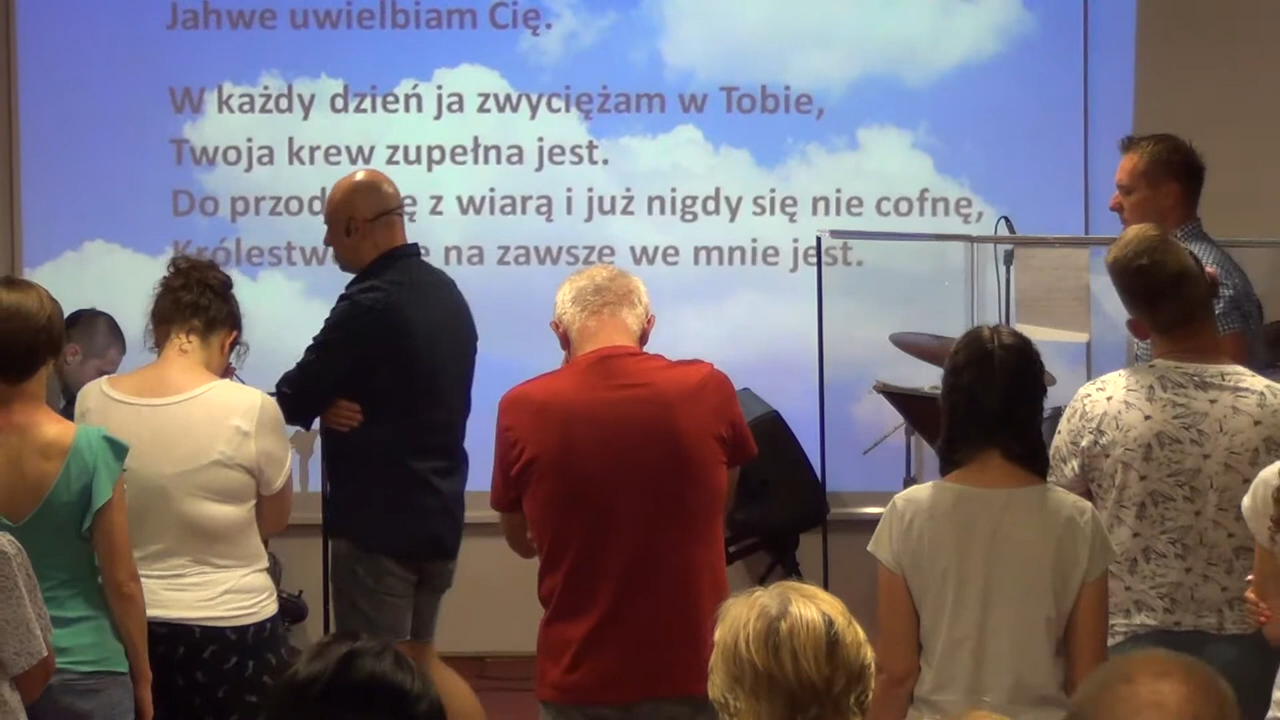 Jahwe uwielbiam Cię.
W każdy dzień ja zwyciężam w Tobie,
Twoja krew zupełna jest.
Do z wiarą i już nigdy się nie cofnę,
na zawsze we mnie jest.